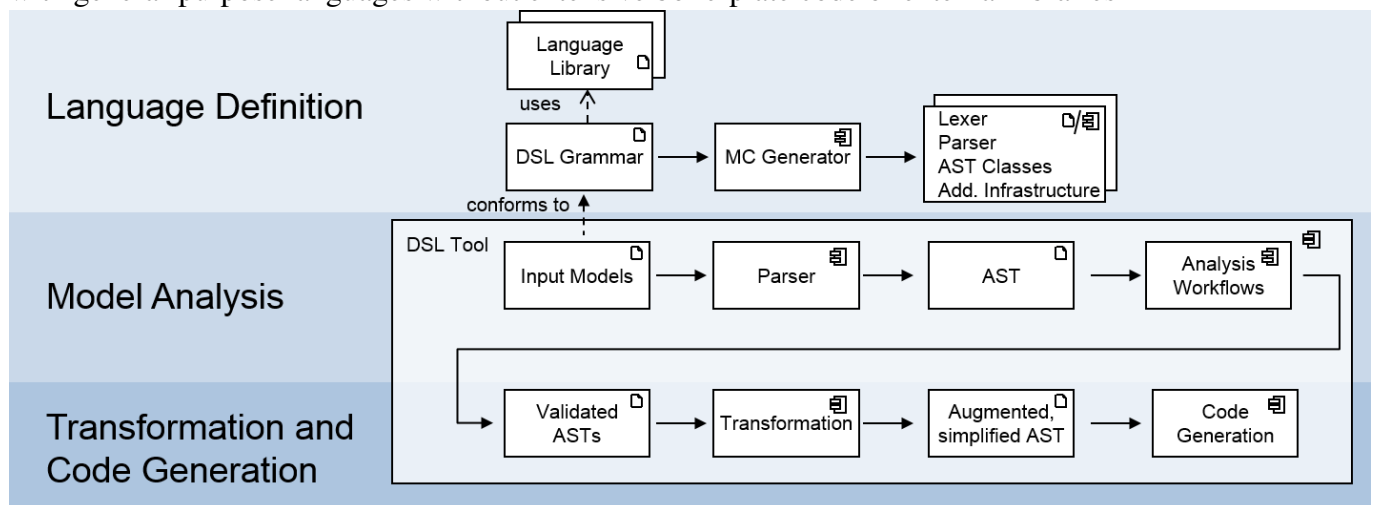 Language Definition
Language
Library
uses
DSL Grammar
MC Generator
Lexer
Parser
AST Classes
Add. Infrastructure
conforms to
Model Analysis
DSL Tool
Input Models
Parser
AST
Analysis
Workflows
Transformation and
Code Generation
Validated
ASTs
Transformation
Augmented,
simplified AST
Code
Generation